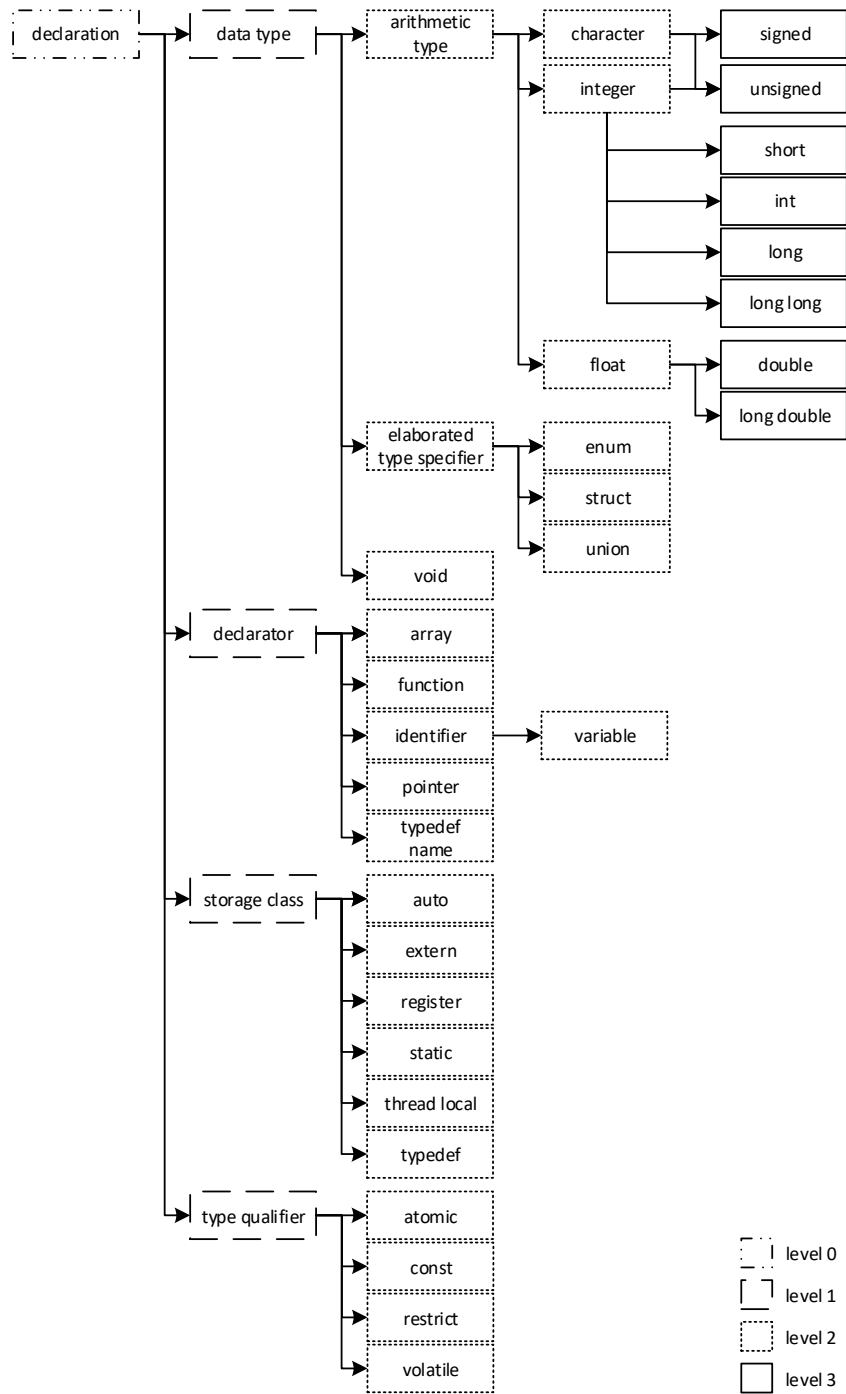 declaration
data type
arithmetic
type
character
signed
integer
unsigned
short
int
long
long long
float
double
long double
elaborated
type specifier
enum
struct
union
void
declarator
array
function
identifier
variable
pointer
typedef
name
storage class
auto
extern
register
static
thread local
typedef
type qualifier
atomic
const
restrict
volatile
level 0
level 1
level 2
level 3